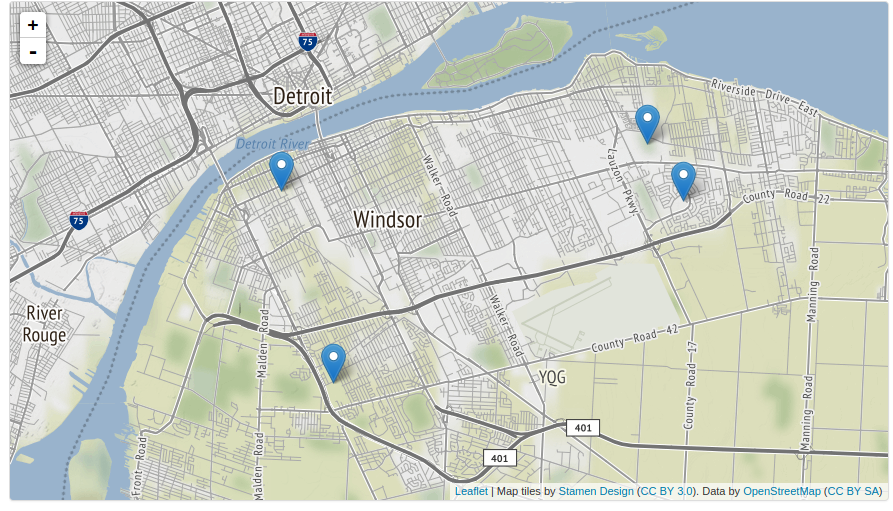 +
-
75
Detroit
Riverside Drive East
Detroit River
Walker Road
Lauzon Pkwy.
County Road 22
75
Windsor
River
Rouge
Malden Road
Walker Road
Manning Road
County Road 42
YQG
County Road 17
Manning Road
401
401
Front Road
Malden Road
Leaflet | Map tiles by Stamen Design (CC BY 3.0). Data by OpenStreetMap (CC BY SA)